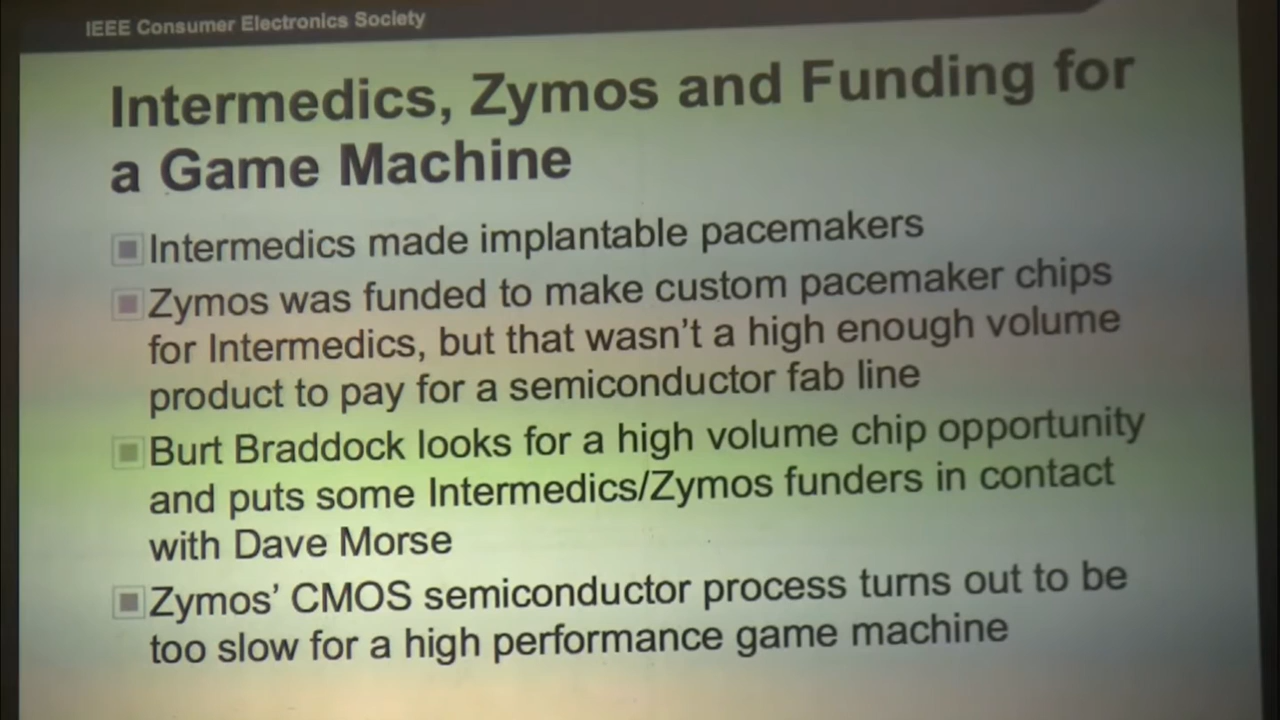 IEEE Consumer Electronics Society
Intermedics, Zymos and Funding for
a Game Machine
Intermedics made implantable pacemakers
Zymos was funded to make custom pacemaker chips
for Intermedics, but that wasn't a high enough volume
product to pay for a semiconductor fab line
Burt Braddock looks for a high volume chip opportunity
and puts some Intermedics/Zymos funders in contact
with Dave Morse
Zymos' CMOS semiconductor process turns out to be
too slow for a high performance game machine